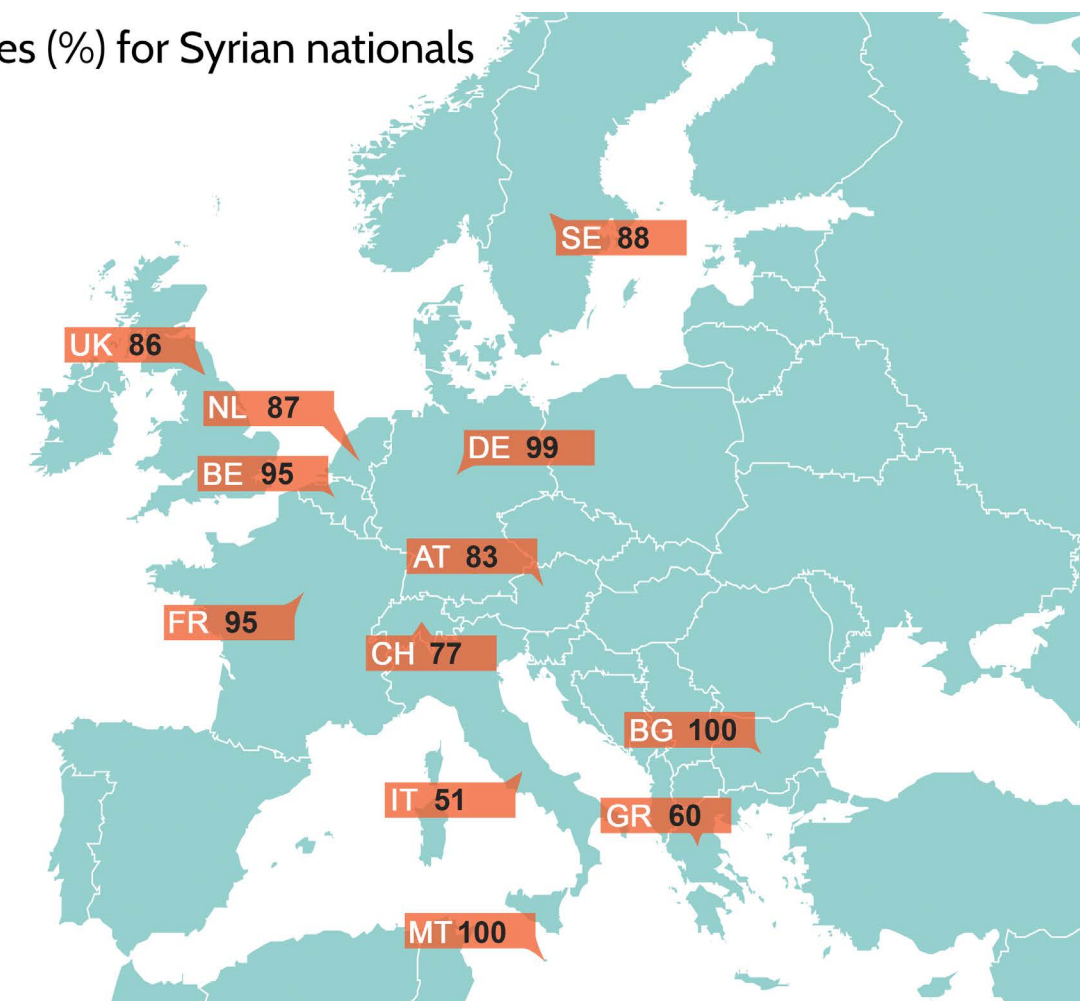 es (%) for Syrian nationals
SE 88
UK 86
NL 87
DE 99
BE 95
AT 83
FR 95
CH 77
BG 100
IT 51
GR 60
MT 100